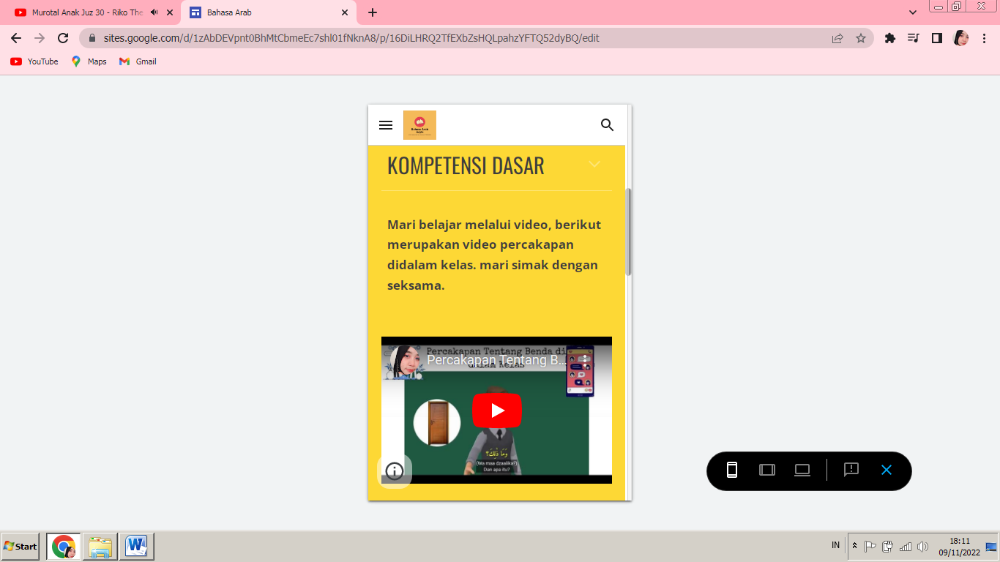 Murotal Anak Juz 30 - Riko The
Bahasa Arab
sites.google.com/d/1zAbDEVpnt0BhMtCbmeEc7shl01fNknA8/p/16DiLHRQ2TfEXbZsHQLpahzYFTQ52dyBQ/edit
YouTube
Maps
Gmail
Bahasa Arab
KOMPETENSI DASAR
Mari belajar melalui video, berikut
merupakan video percakapan
didalam kelas. mari simak dengan
seksama.
Percakapan Tentang Benda di
Percakapan Tentang B...
dalam Kelas
وَمَا ذٰلِكَ؟
(Wa maa dzaalika?)
Dan apa itu?
Start
IN
18:11
09/11/2022